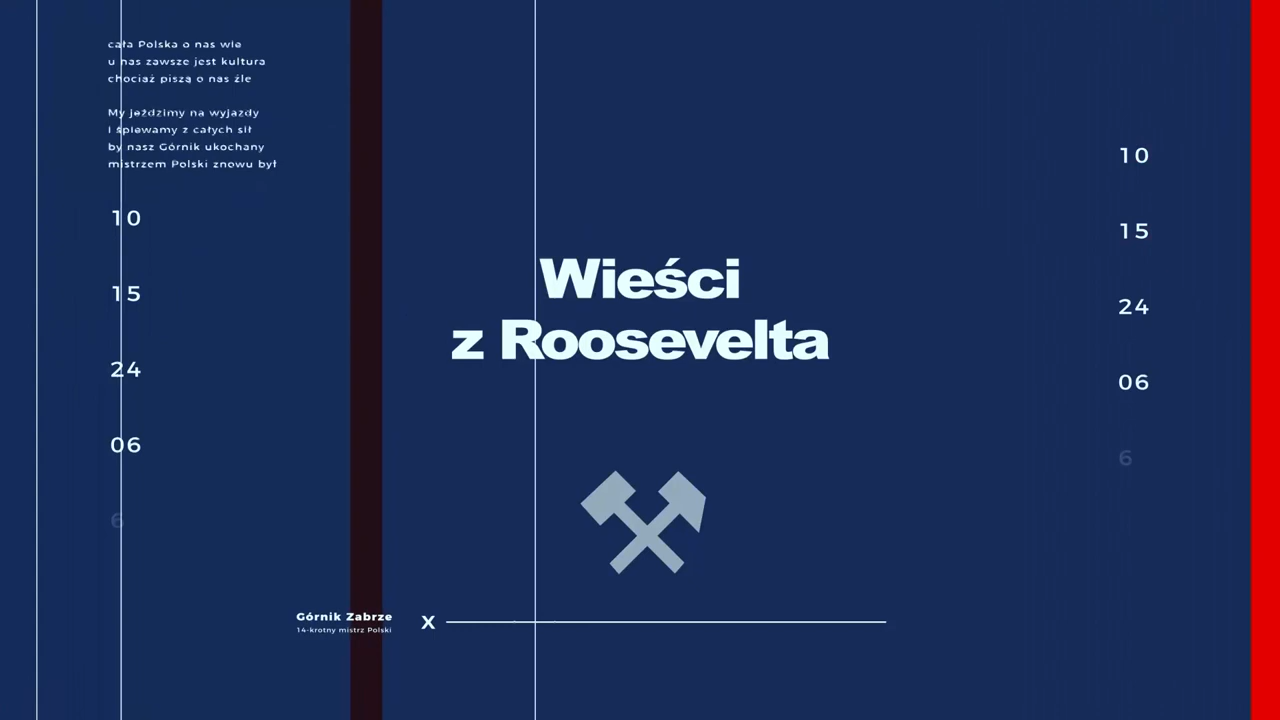 cała Polska o nas wie
u nas zawsze jest kultura
chociaż piszą o nas źle
My jeździmy na wyjazdy
i śpiewamy z całych sił
by nasz Górnik ukochany
mistrzem Polski znowu był
10
15
24
06
6
Wieści
z Roosevelta
Górnik Zabrze
14-krotny mistrz Polski
X
10
15
24
06
6